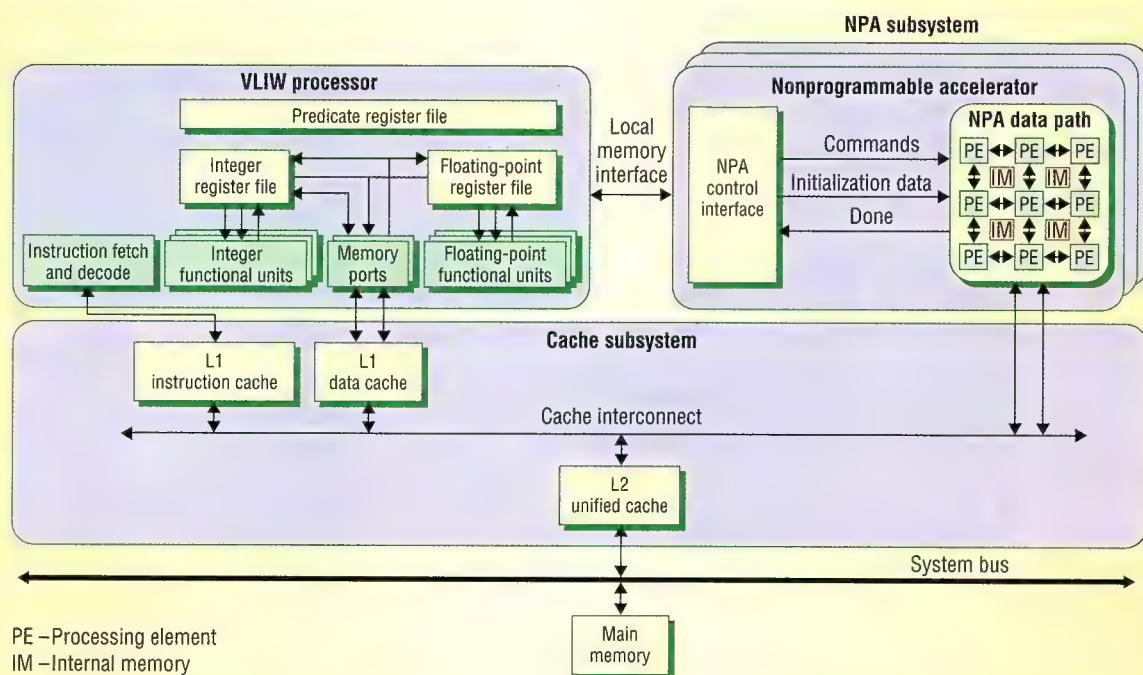 NPA subsystem
VLIW processor
Predicate register file
Integer
register file
Floating-point
register file
Instruction fetch
and decode
Integer
functional units
Memory
ports
Floating-point
functional units
Local
memory
interface
Nonprogrammable accelerator
NPA
control
interface
Commands
Initialization data
Done
NPA data path
PE PE PE
IM IM
PE PE PE
IM IM
PE PE PE
Cache subsystem
L1
instruction cache
L1
data cache
Cache interconnect
L2
unified cache
System bus
Main
memory
PE –Processing element
IM –Internal memory